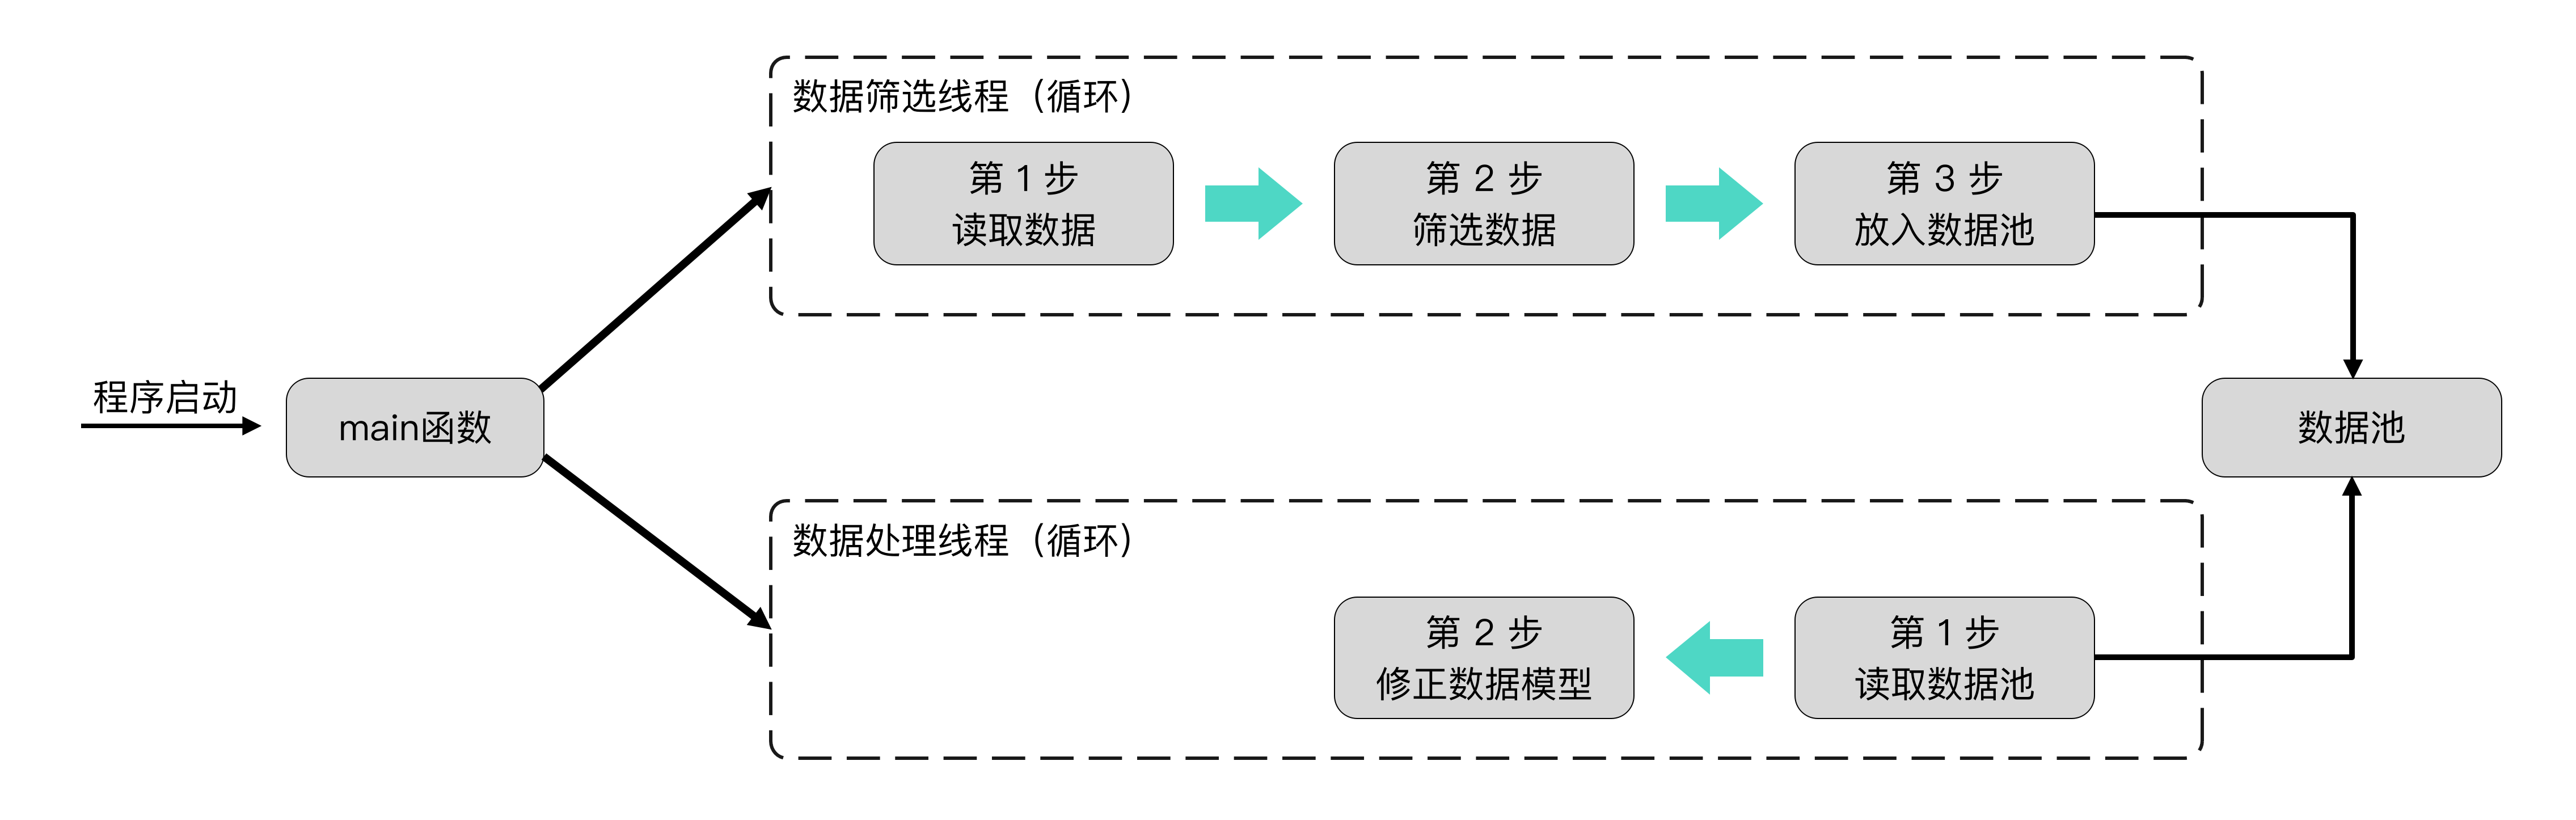 数据筛选线程（循环）
第 1 步
读取数据
第 2 步
筛选数据
第 3 步
放入数据池
程序启动
main函数
数据池
数据处理线程（循环）
第 2 步
修正数据模型
第 1 步
读取数据池